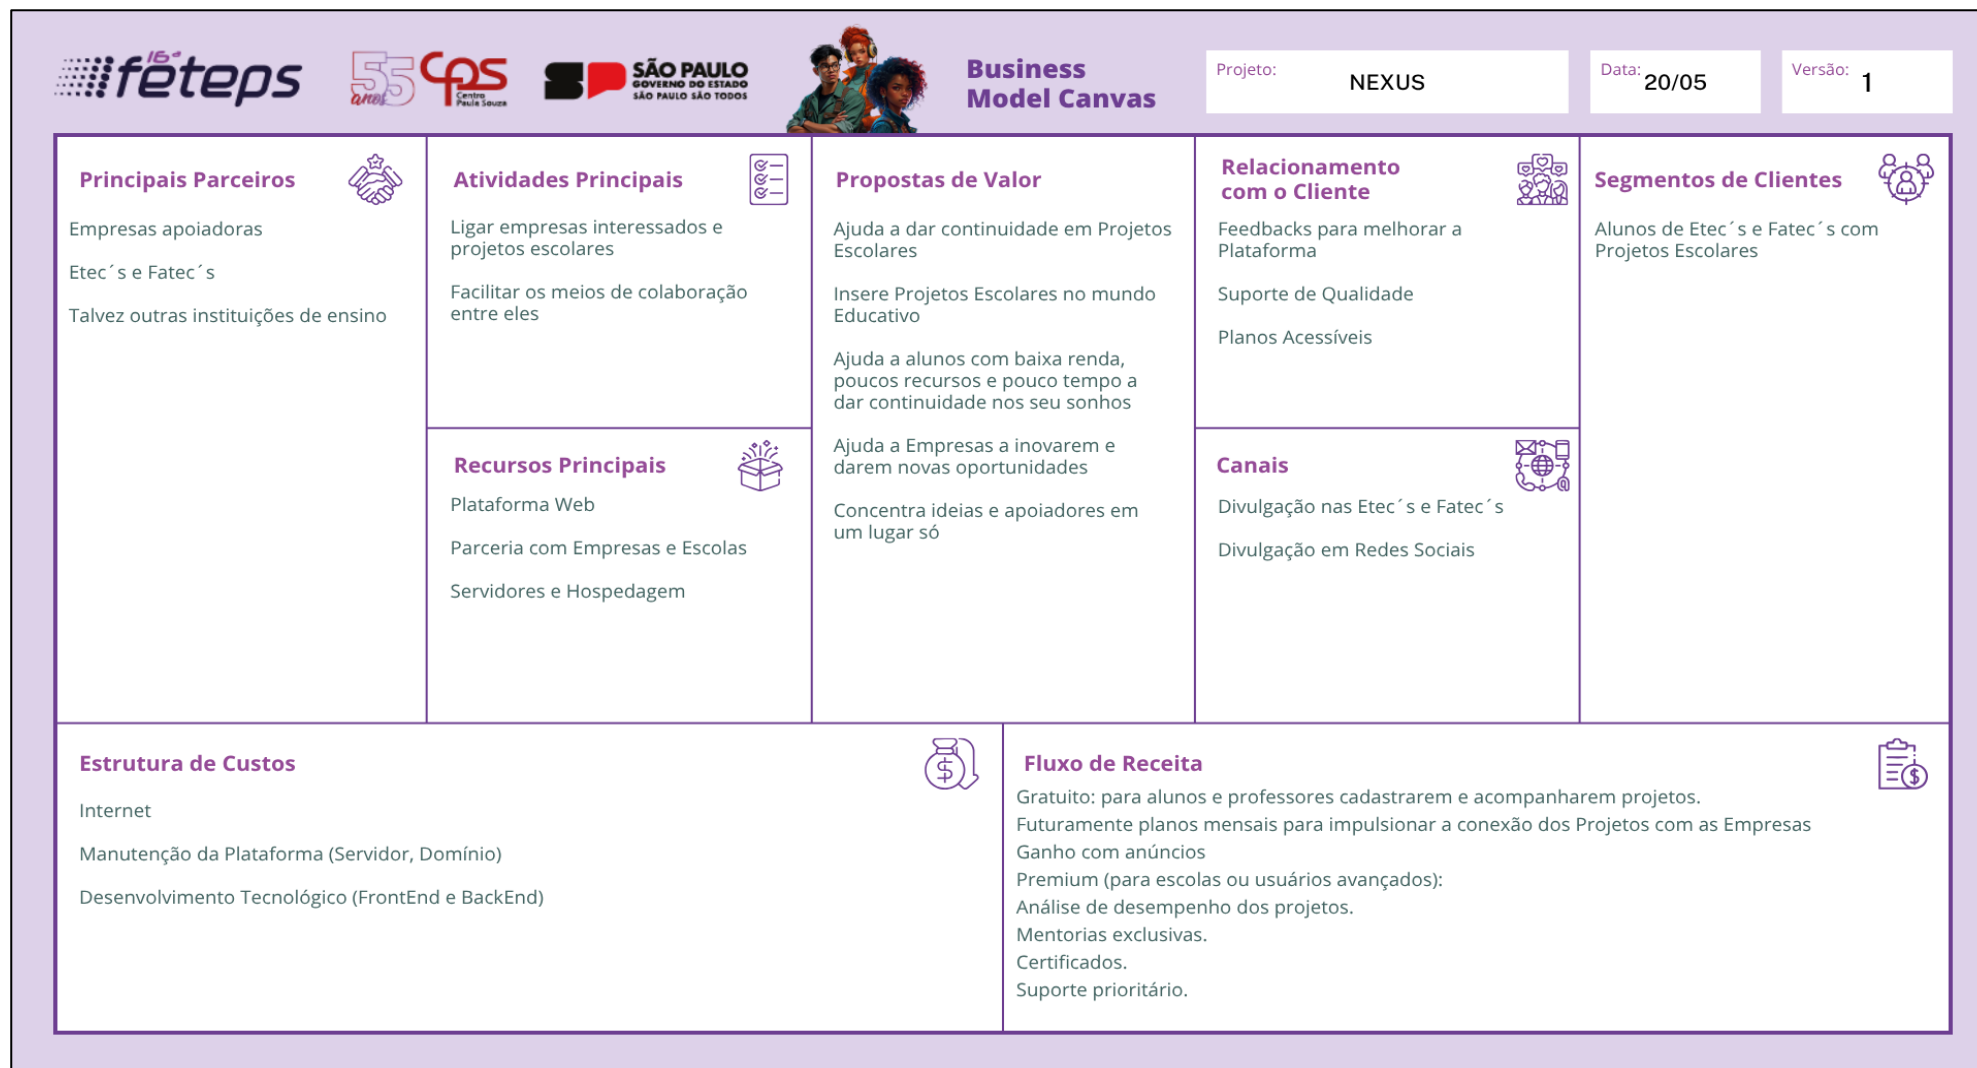 16ª
feteps
55
anos
CPS
Centro
Paula Souza
SP
SÃO PAULO
GOVERNO DO ESTADO
SÃO PAULO SÃO TODOS
Business
Model Canvas
Projeto:
NEXUS
Data:
20/05
Versão:
1
Principais Parceiros
Empresas apoiadoras
Etec´s e Fatec´s
Talvez outras instituições de ensino
Atividades Principais
Ligar empresas interessados e
projetos escolares
Facilitar os meios de colaboração
entre eles
Recursos Principais
Plataforma Web
Parceria com Empresas e Escolas
Servidores e Hospedagem
Propostas de Valor
Ajuda a dar continuidade em Projetos
Escolares
Insere Projetos Escolares no mundo
Educativo
Ajuda a alunos com baixa renda,
poucos recursos e pouco tempo a
dar continuidade nos seu sonhos
Ajuda a Empresas a inovarem e
darem novas oportunidades
Concentra ideias e apoiadores em
um lugar só
Relacionamento
com o Cliente
Feedbacks para melhorar a
Plataforma
Suporte de Qualidade
Planos Acessíveis
Canais
Divulgação nas Etec´s e Fatec´s
Divulgação em Redes Sociais
Segmentos de Clientes
Alunos de Etec´s e Fatec´s com
Projetos Escolares
Estrutura de Custos
Internet
Manutenção da Plataforma (Servidor, Domínio)
Desenvolvimento Tecnológico (FrontEnd e BackEnd)
Fluxo de Receita
Gratuito: para alunos e professores cadastrarem e acompanharem projetos.
Futuramente planos mensais para impulsionar a conexão dos Projetos com as Empresas
Ganho com anúncios
Premium (para escolas ou usuários avançados):
Análise de desempenho dos projetos.
Mentorias exclusivas.
Certificados.
Suporte prioritário.